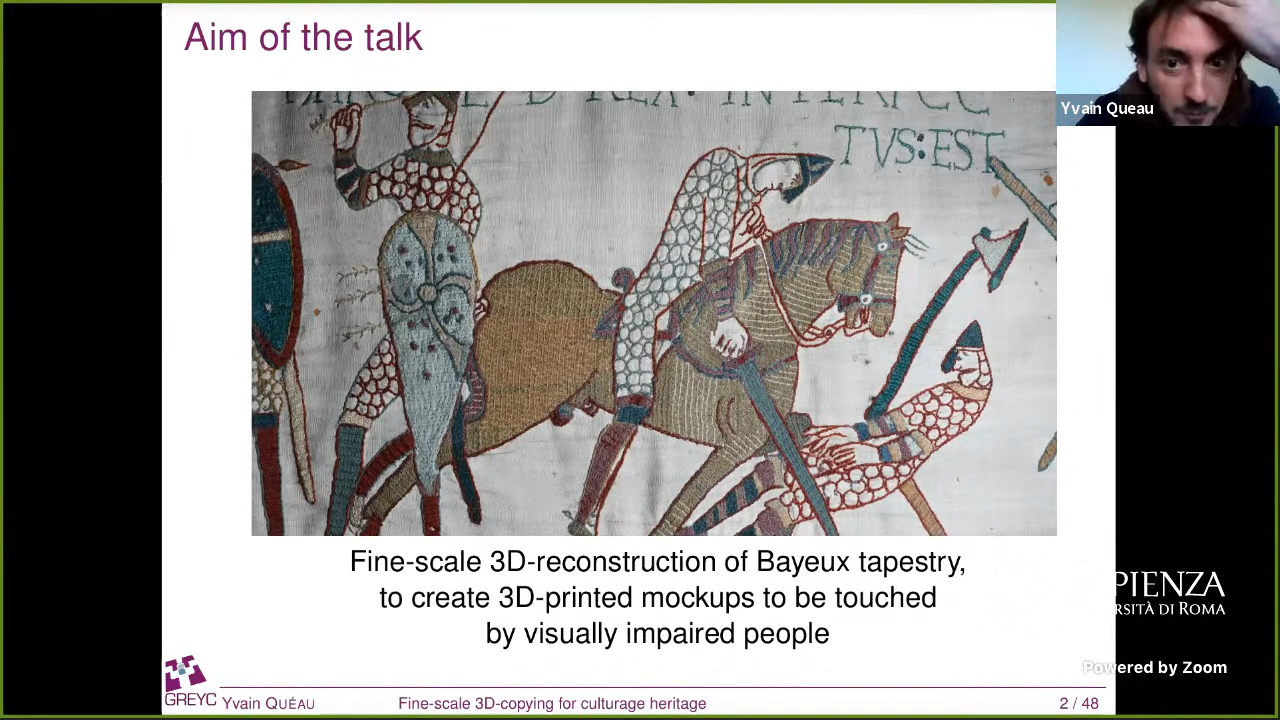 Aim of the talk
REX
TVS:EST
Yvain Queau
Fine-scale 3D-reconstruction of Bayeux tapestry,
to create 3D-printed mockups to be touched
by visually impaired people
PIENZA
RSITÀ DI ROMA
Powered by Zoom
GREYC
Yvain QUÉAU
Fine-scale 3D-copying for culturage heritage
2 / 48